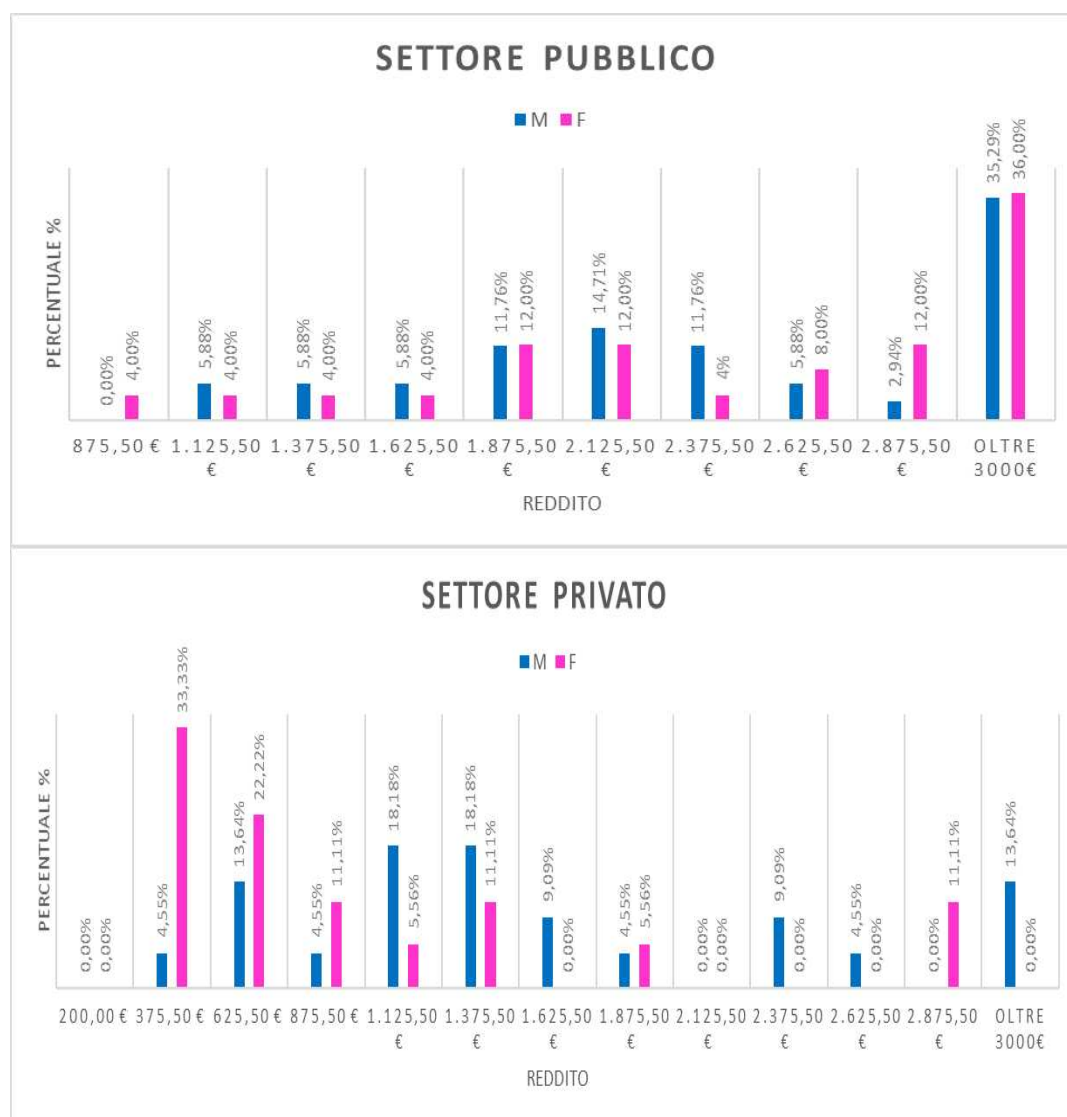 SETTORE PUBBLICO
M F
PERCENTUALE %
0,00% 4,00% 5,88% 4,00% 5,88% 4,00% 5,88% 4,00% 11,76% 12,00% 14,71% 12,00% 11,76% 4% 5,88% 8,00% 2,94% 12,00% 35,29% 36,00%
875,50 € 1.125,50 1.375,50 1.625,50 1.875,50 2.125,50 2.375,50 2.625,50 2.875,50 OLTRE
€ € € € € € € € 3000€
REDDITO
SETTORE PRIVATO
M F
PERCENTUALE %
0,00% 0,00% 4,55% 33,33% 13,64% 22,22% 4,55% 11,11% 18,18% 5,56% 18,18% 11,11% 9,09% 0,00% 4,55% 5,56% 0,00% 0,00% 9,09% 0,00% 4,55% 0,00% 0,00% 11,11% 13,64% 0,00%
200,00 € 375,50 € 625,50 € 875,50 € 1.125,50 1.375,50 1.625,50 1.875,50 2.125,50 2.375,50 2.625,50 2.875,50 OLTRE
€ € € € € € € € 3000€
REDDITO